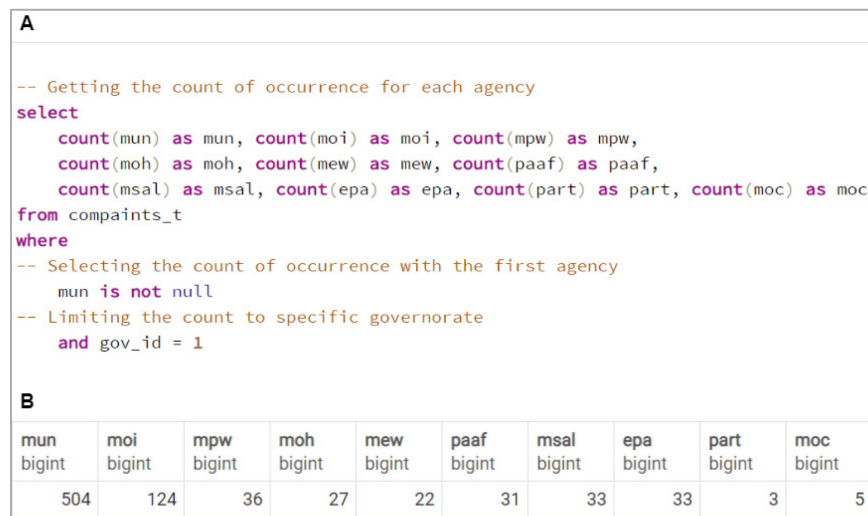 A
-- Getting the count of occurrence for each agency
select
count(mun) as mun, count(moi) as moi, count(mpw) as mpw,
count(moh) as moh, count(mew) as mew, count(paaf) as paaf,
count(msal) as msal, count(epa) as epa, count(part) as part, count(moc) as moc
from compaints_t
where
-- Selecting the count of occurrence with the first agency
mun is not null
-- Limiting the count to specific governorate
and gov_id = 1
B
mun moi mpw moh mew paaf msal epa part moc
bigint bigint bigint bigint bigint bigint bigint bigint bigint bigint
504 124 36 27 22 31 33 33 3 5